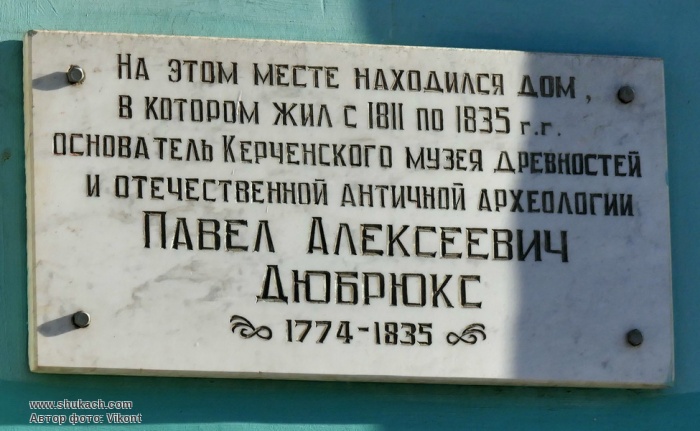 На этом месте находился дом,
в котором жил с 1811 по 1835 г.г.
основатель Керченского музея древностей
и отечественной античной археологии
Павел Алексеевич
Дюбрюкс
1774-1835
www.shukach.com
Автор фото: Vikont